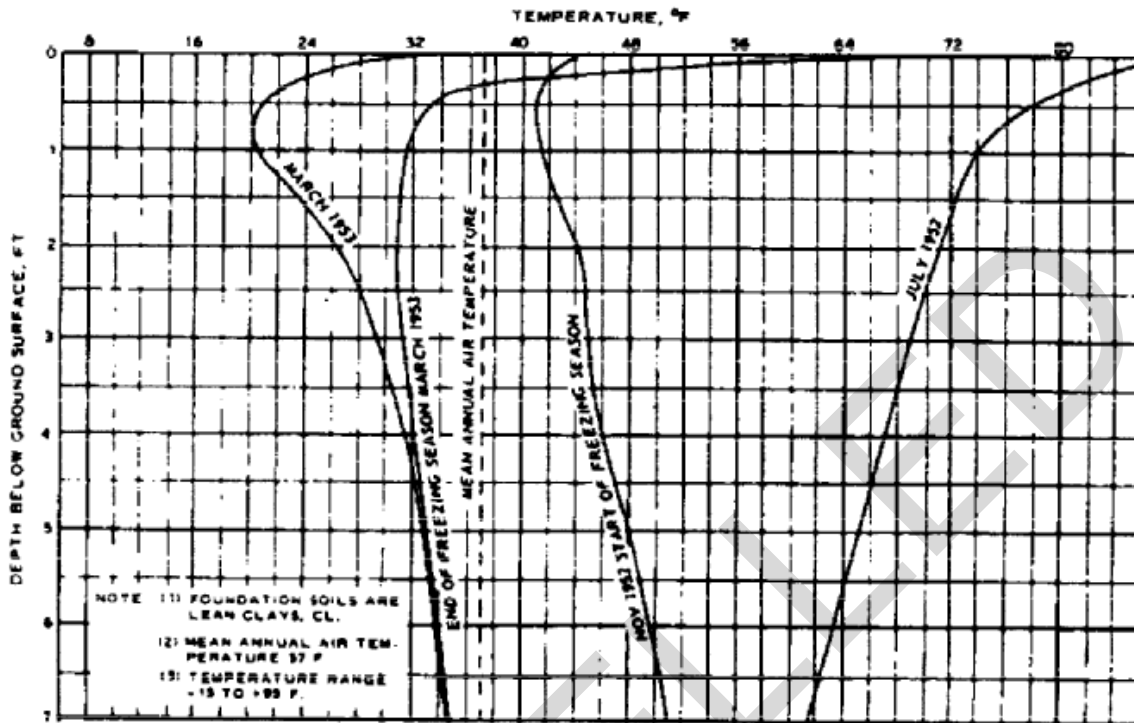 TEMPERATURE, °F
8 16 24 32 40 48 56 64 72 80
DEPTH BELOW GROUND SURFACE, FT
0
1
2
3
4
5
6
7
MARCH 1953
END OF FREEZING SEASON MARCH 1953
MEAN ANNUAL AIR TEMPERATURE
NOV 1952 START OF FREEZING SEASON
JULY 1952
NOTE (1) FOUNDATION SOILS ARE
LEAN CLAYS, CL.
(2) MEAN ANNUAL AIR TEM-
PERATURE 37 F
(3) TEMPERATURE RANGE
-15 TO +99 F.
LLED